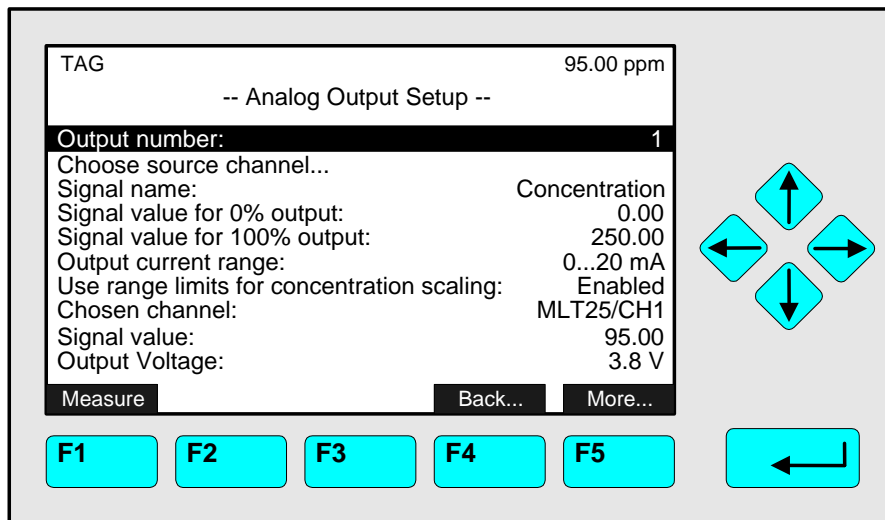 TAG 95.00 ppm
-- Analog Output Setup --
Output number: 1
Choose source channel...
Signal name: Concentration
Signal value for 0% output: 0.00
Signal value for 100% output: 250.00
Output current range: 0...20 mA
Use range limits for concentration scaling: Enabled
Chosen channel: MLT25/CH1
Signal value: 95.00
Output Voltage: 3.8 V
Measure Back... More...
F1 F2 F3 F4 F5